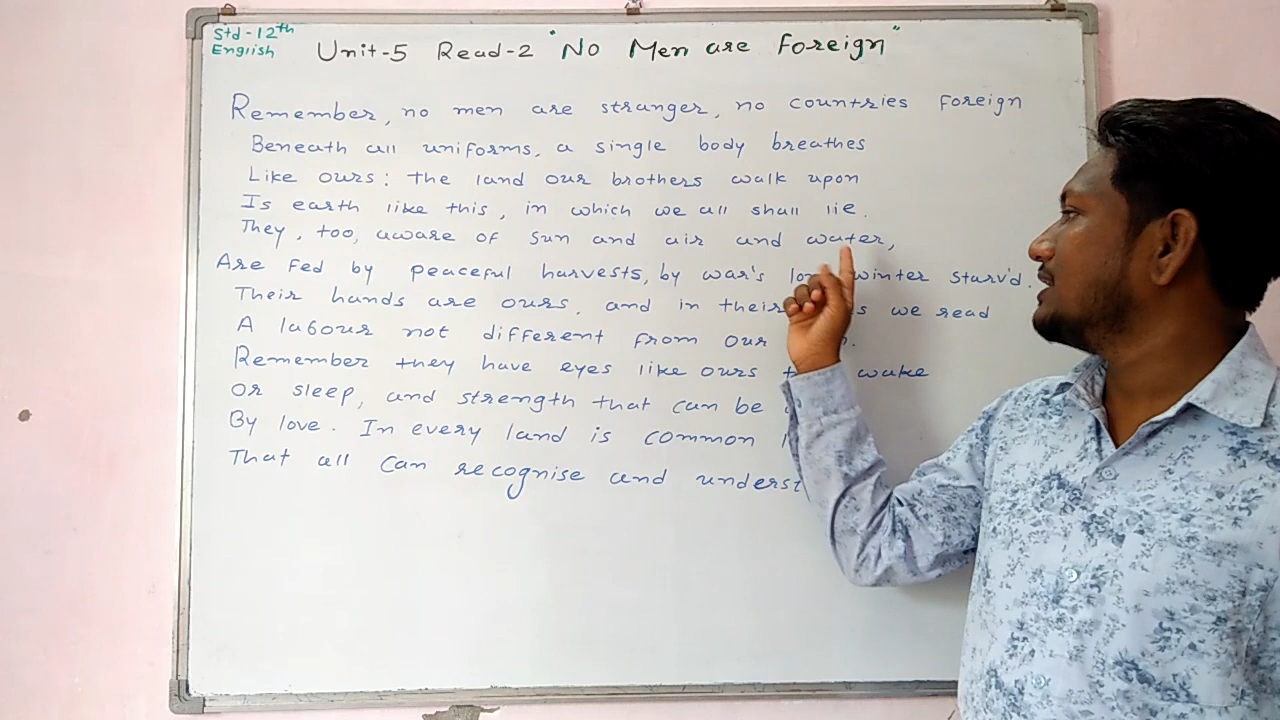 Std-12th
English
Unit-5 Read-2 "No Men are Foreign"
Remember, no men are stranger, no countries foreign
Beneath all uniforms, a single body breathes
Like ours: the land our brothers walk upon
Is earth like this, in which we all shall lie.
They, too, aware of sun and air and water,
Are fed by peaceful harvests, by war's winter starv'd.
Their hands are ours, and in their we read
A labour not different from our
Remember they have eyes like ours wake
Or sleep, and strength that can be
By love. In every land is common
That all can recognise and